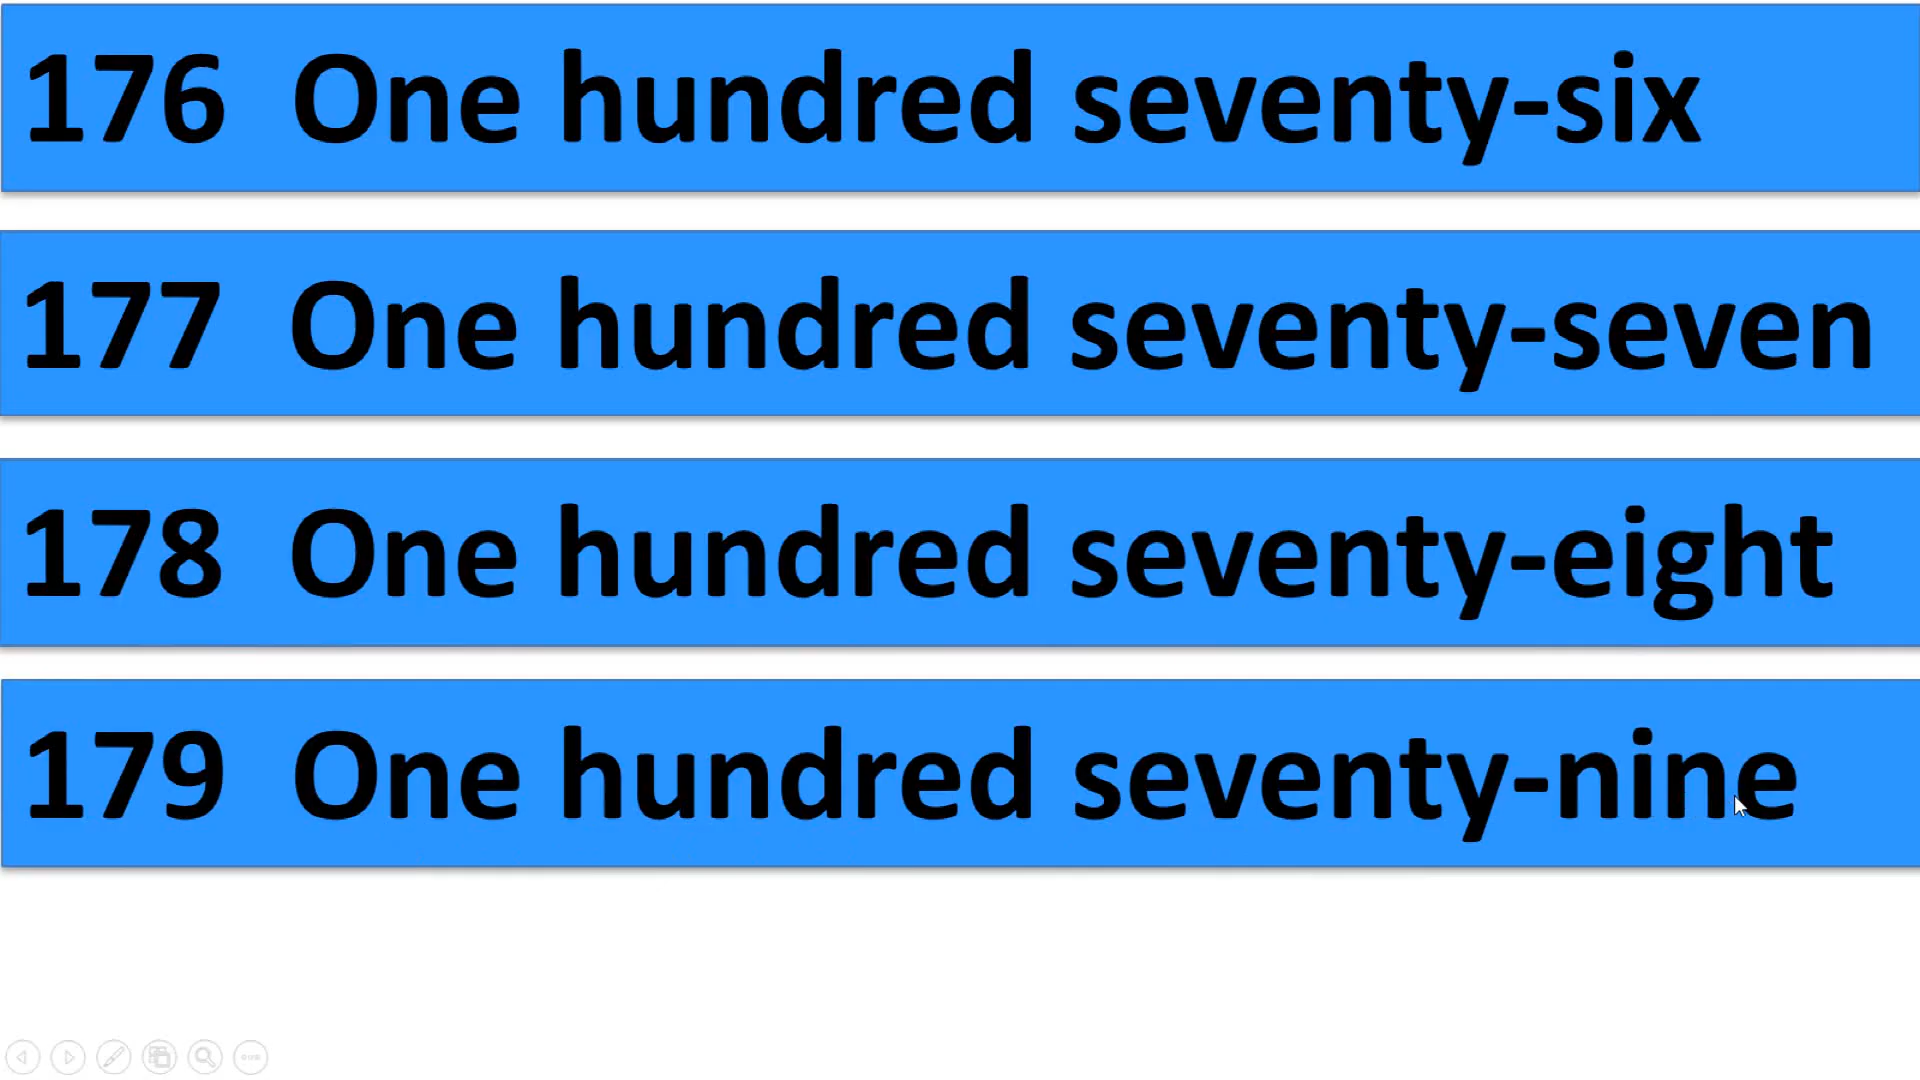 176 One hundred seventy-six
177 One hundred seventy-seven
178 One hundred seventy-eight
179 One hundred seventy-nine